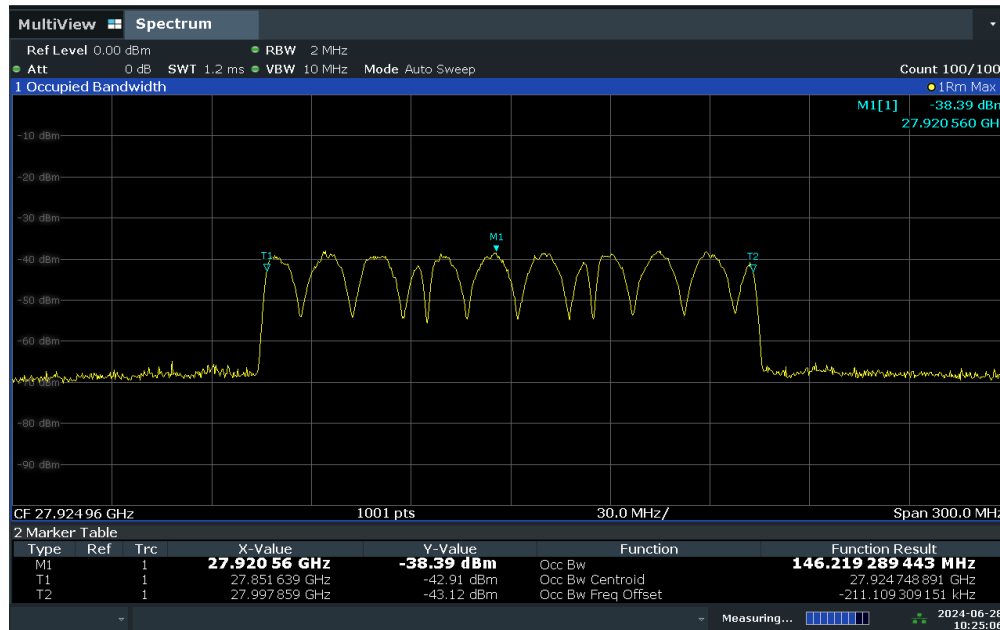 MultiView Spectrum
Ref Level 0.00 dBm RBW 2 MHz
Att 0 dB SWT 1.2 ms VBW 10 MHz Mode Auto Sweep Count 100/100
1 Occupied Bandwidth 1Rm Max
M1[1] -38.39 dBm
27.920 560 GH
-10 dBm
-20 dBm
-30 dBm
M1
T1 T2
-40 dBm
-50 dBm
-60 dBm
-70 dBm
-80 dBm
-90 dBm
CF 27.92496 GHz 1001 pts 30.0 MHz/ Span 300.0 MHz
2 Marker Table
Type Ref Trc X-Value Y-Value Function Function Result
M1 1 27.920 56 GHz -38.39 dBm Occ Bw 146.219 289 443 MHz
T1 1 27.851 639 GHz -42.91 dBm Occ Bw Centroid 27.924 748 891 GHz
T2 1 27.997 859 GHz -43.12 dBm Occ Bw Freq Offset -211.109 309 151 kHz
Measuring... 2024-06-28
10:25:06